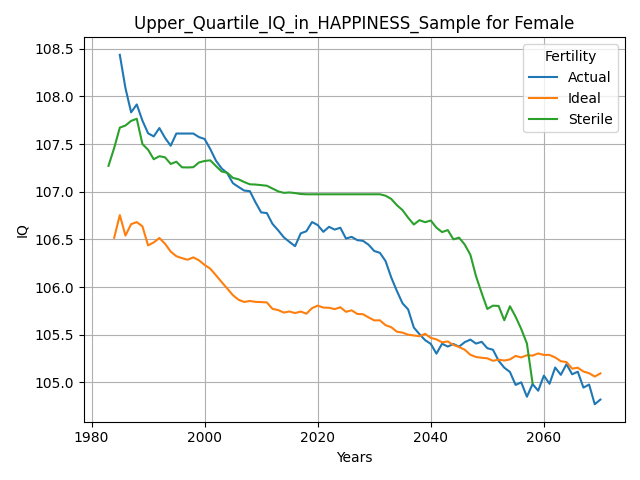 Upper_Quartile_IQ_in_HAPPINESS_Sample for Female
108.5
108.0
107.5
107.0
106.5
106.0
105.5
105.0
IQ
Fertility
Actual
Ideal
Sterile
1980
2000
2020
2040
2060
Years